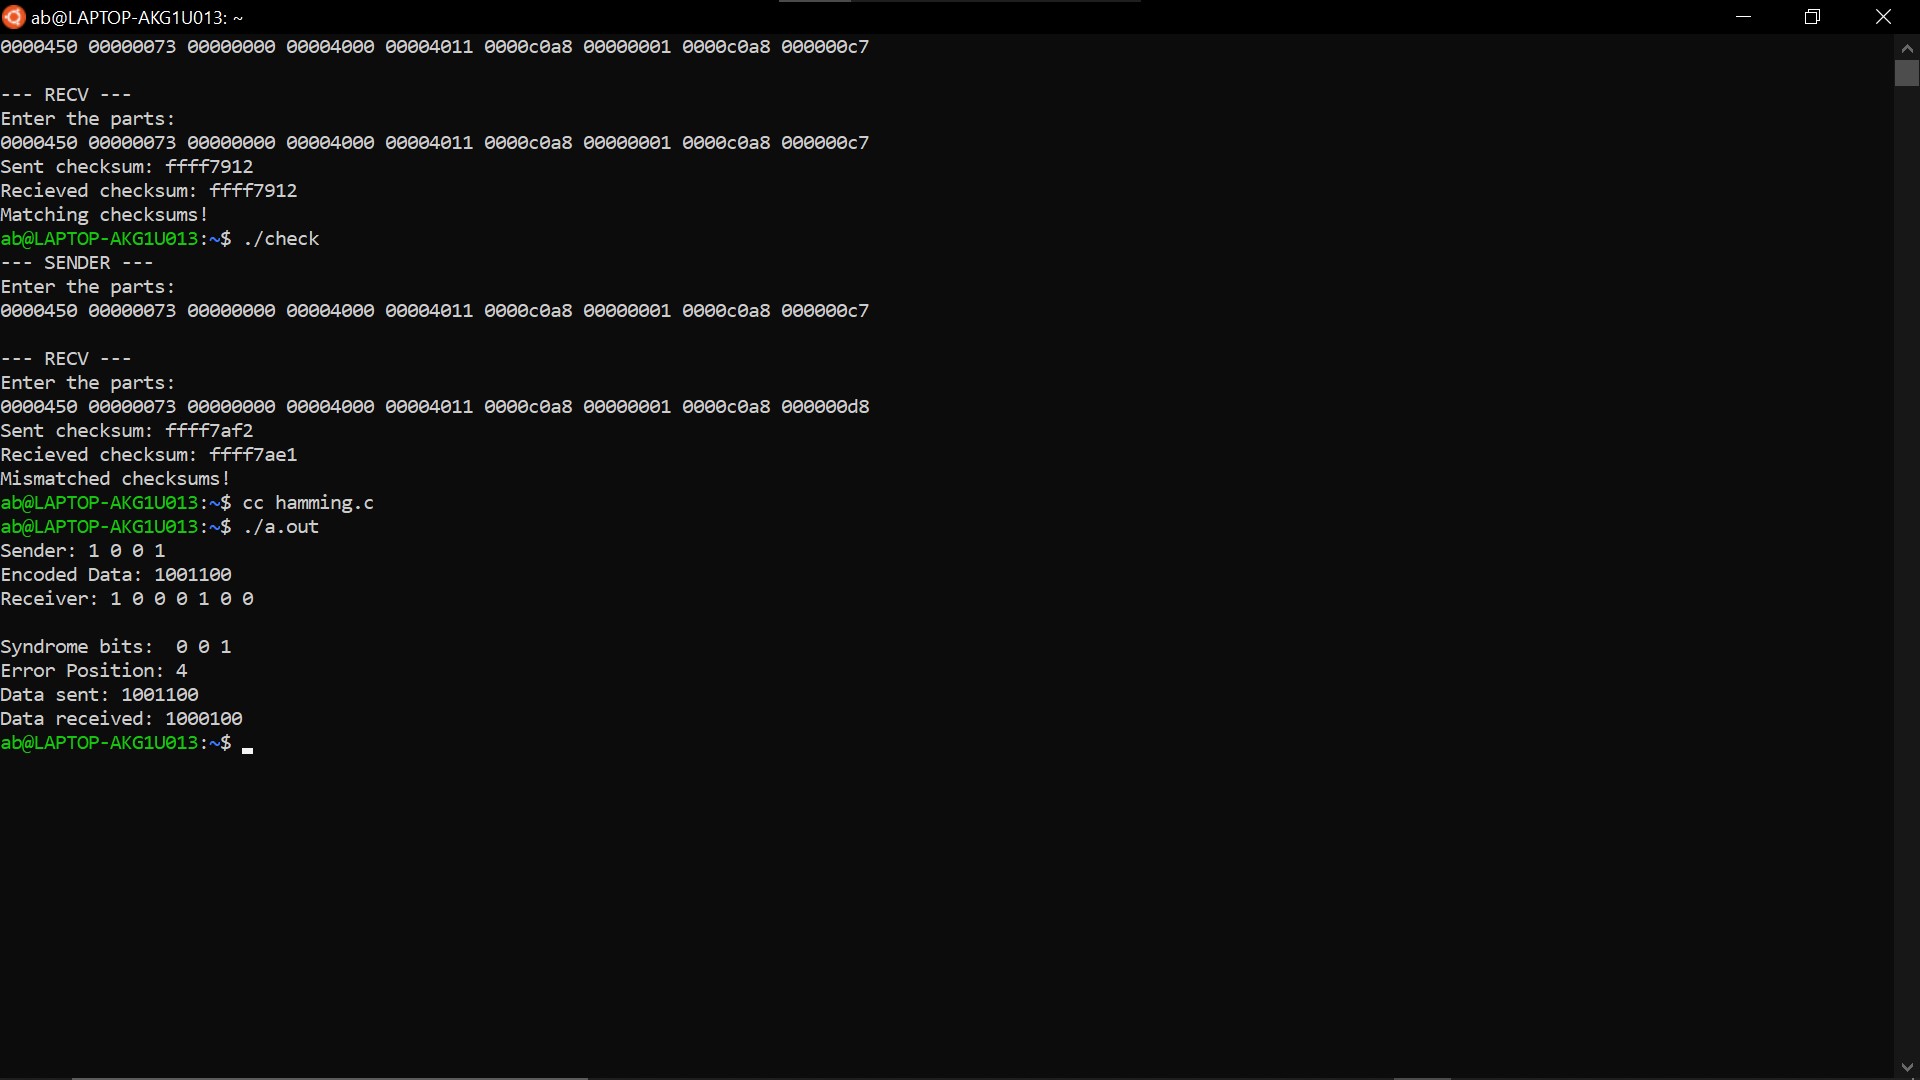 ab@LAPTOP-AKG1U013: ~
0000450 00000073 00000000 00004000 00004011 0000c0a8 00000001 0000c0a8 000000c7
--- RECV ---
Enter the parts:
0000450 00000073 00000000 00004000 00004011 0000c0a8 00000001 0000c0a8 000000c7
Sent checksum: ffff7912
Recieved checksum: ffff7912
Matching checksums!
ab@LAPTOP-AKG1U013:~$ ./check
--- SENDER ---
Enter the parts:
0000450 00000073 00000000 00004000 00004011 0000c0a8 00000001 0000c0a8 000000c7
--- RECV ---
Enter the parts:
0000450 00000073 00000000 00004000 00004011 0000c0a8 00000001 0000c0a8 000000d8
Sent checksum: ffff7af2
Recieved checksum: ffff7ae1
Mismatched checksums!
ab@LAPTOP-AKG1U013:~$ cc hamming.c
ab@LAPTOP-AKG1U013:~$ ./a.out
Sender: 1 0 0 1
Encoded Data: 1001100
Receiver: 1 0 0 0 1 0 0
Syndrome bits:  0 0 1
Error Position: 4
Data sent: 1001100
Data received: 1000100
ab@LAPTOP-AKG1U013:~$